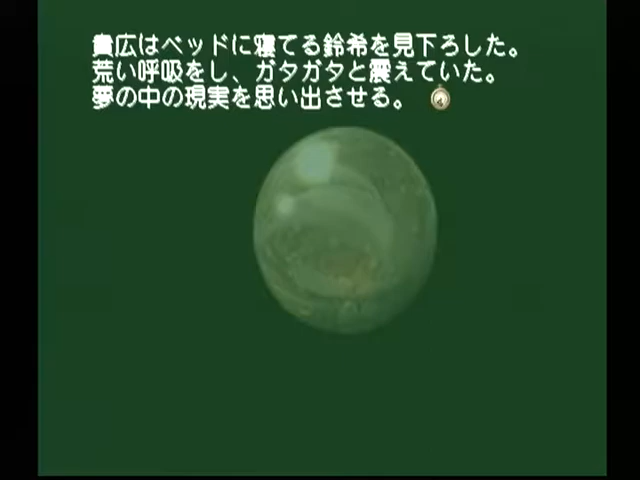 貴広はベッドに寝てる鈴希を見下ろした。
荒い呼吸をし、ガタガタと震えていた。
夢の中の現実を思い出させる。